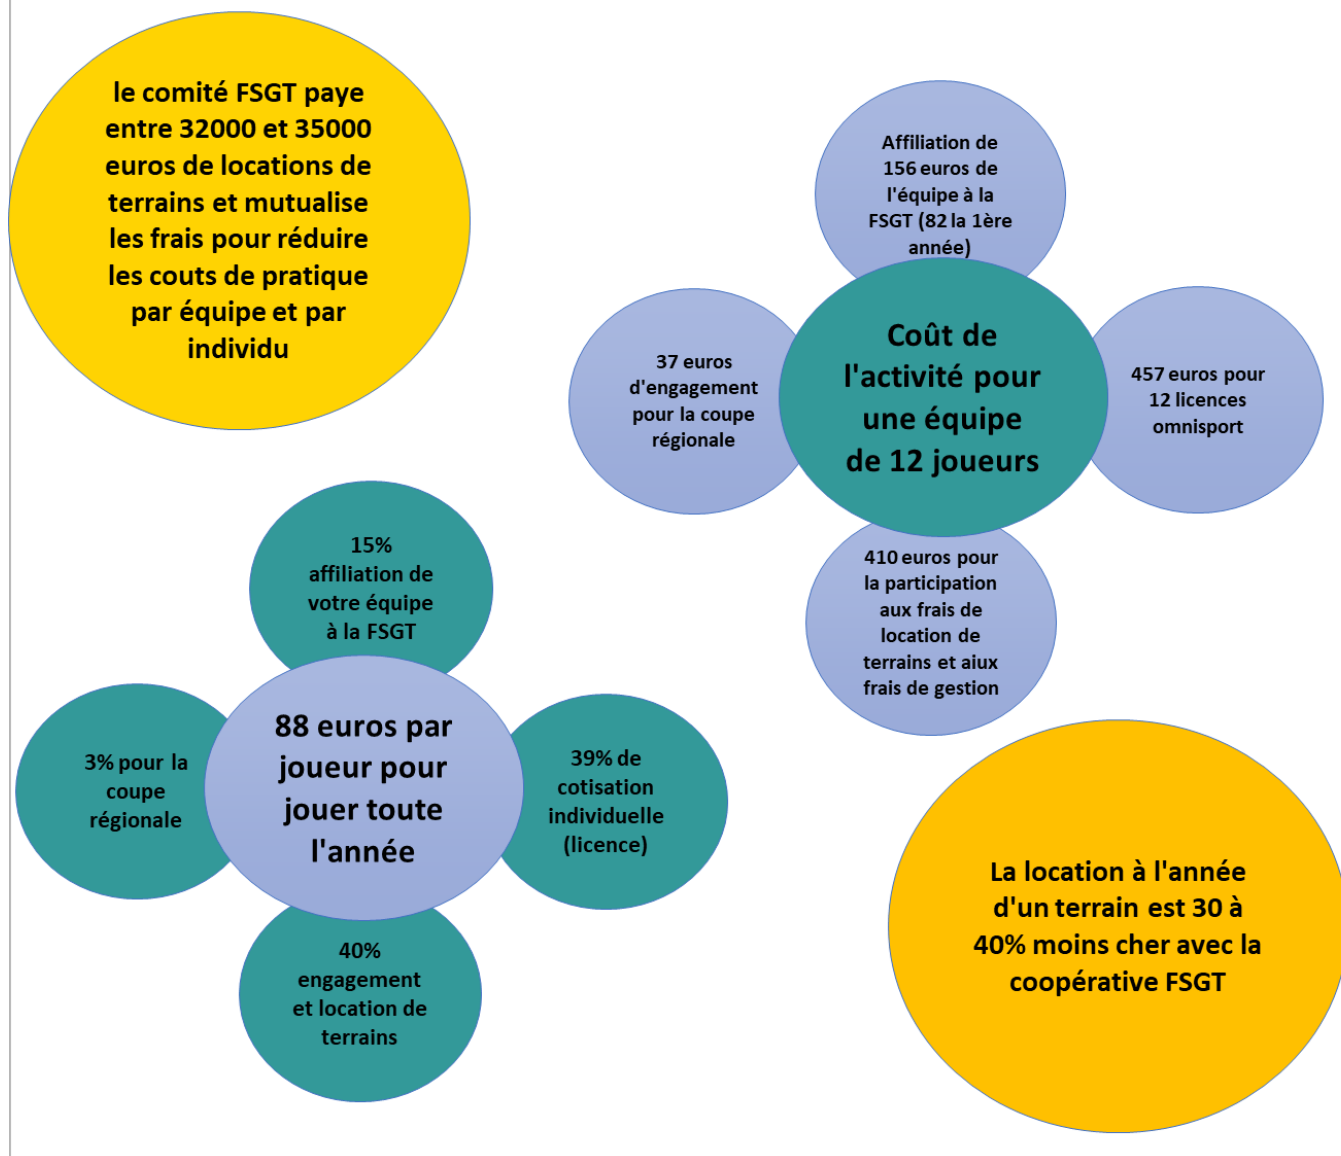 le comité FSGT paye
entre 32000 et 35000
euros de locations de
terrains et mutualise
les frais pour réduire
les couts de pratique
par équipe et par
individu
Affiliation de
156 euros de
l'équipe à la
FSGT (82 la 1ère
année)
37 euros
d'engagement
pour la coupe
régionale
Coût de
l'activité pour
une équipe
de 12 joueurs
457 euros pour
12 licences
omnisport
410 euros pour
la participation
aux frais de
location de
terrains et aiux
frais de gestion
15%
affiliation de
votre équipe
à la FSGT
3% pour la
coupe
régionale
88 euros par
joueur pour
jouer toute
l'année
39% de
cotisation
individuelle
(licence)
40%
engagement
et location de
terrains
La location à l'année
d'un terrain est 30 à
40% moins cher avec la
coopérative FSGT